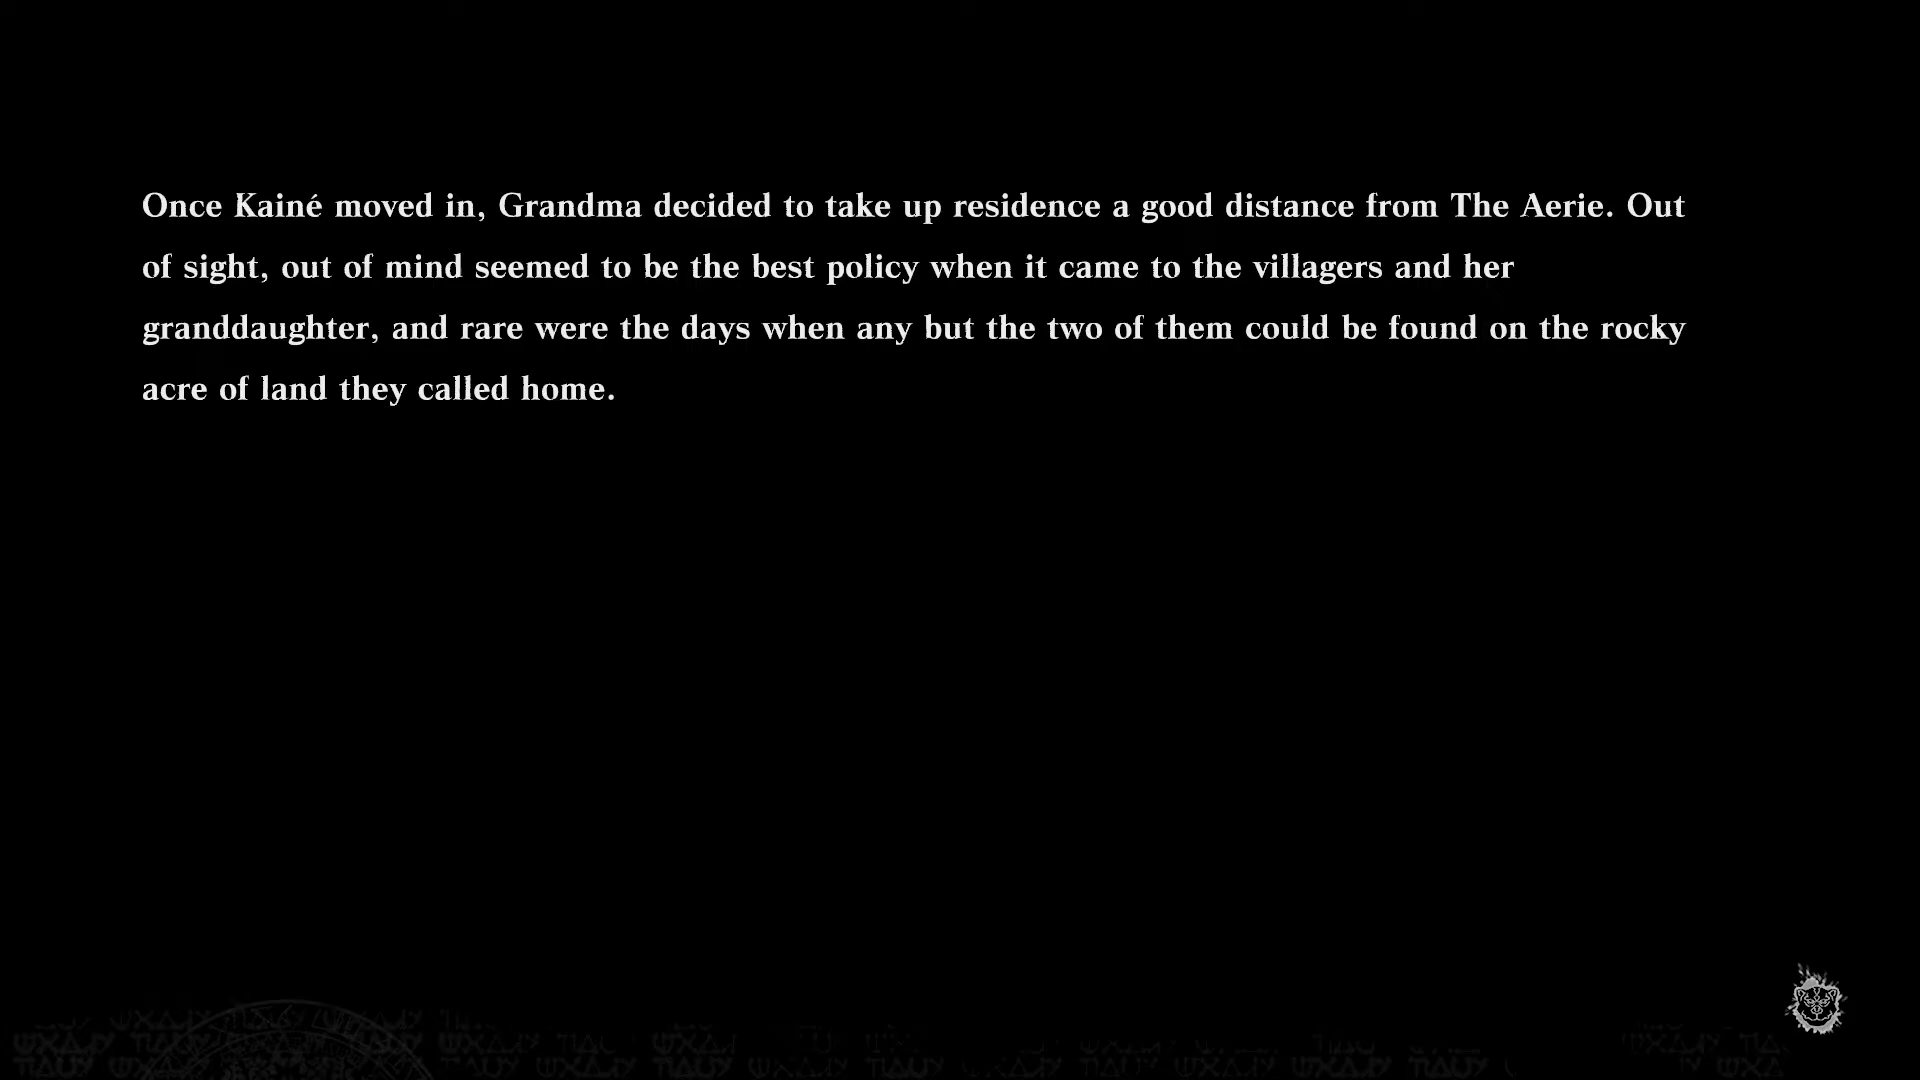 Once Kainé moved in, Grandma decided to take up residence a good distance from The Aerie. Out
of sight, out of mind seemed to be the best policy when it came to the villagers and her
granddaughter, and rare were the days when any but the two of them could be found on the rocky
acre of land they called home.